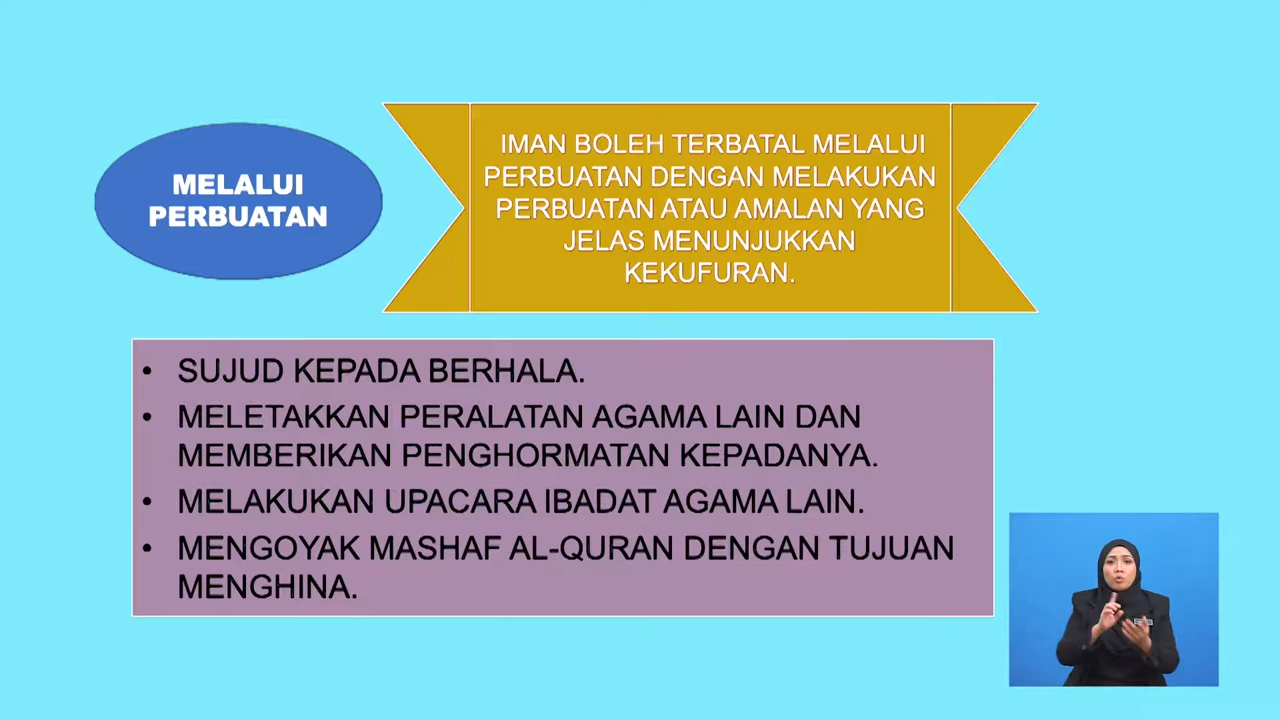 MELALUI
PERBUATAN
IMAN BOLEH TERBATAL MELALUI
PERBUATAN DENGAN MELAKUKAN
PERBUATAN ATAU AMALAN YANG
JELAS MENUNJUKKAN
KEKUFURAN.
• SUJUD KEPADA BERHALA.
• MELETAKKAN PERALATAN AGAMA LAIN DAN
MEMBERIKAN PENGHORMATAN KEPADANYA.
• MELAKUKAN UPACARA IBADAT AGAMA LAIN.
• MENGOYAK MASHAF AL-QURAN DENGAN TUJUAN
MENGHINA.